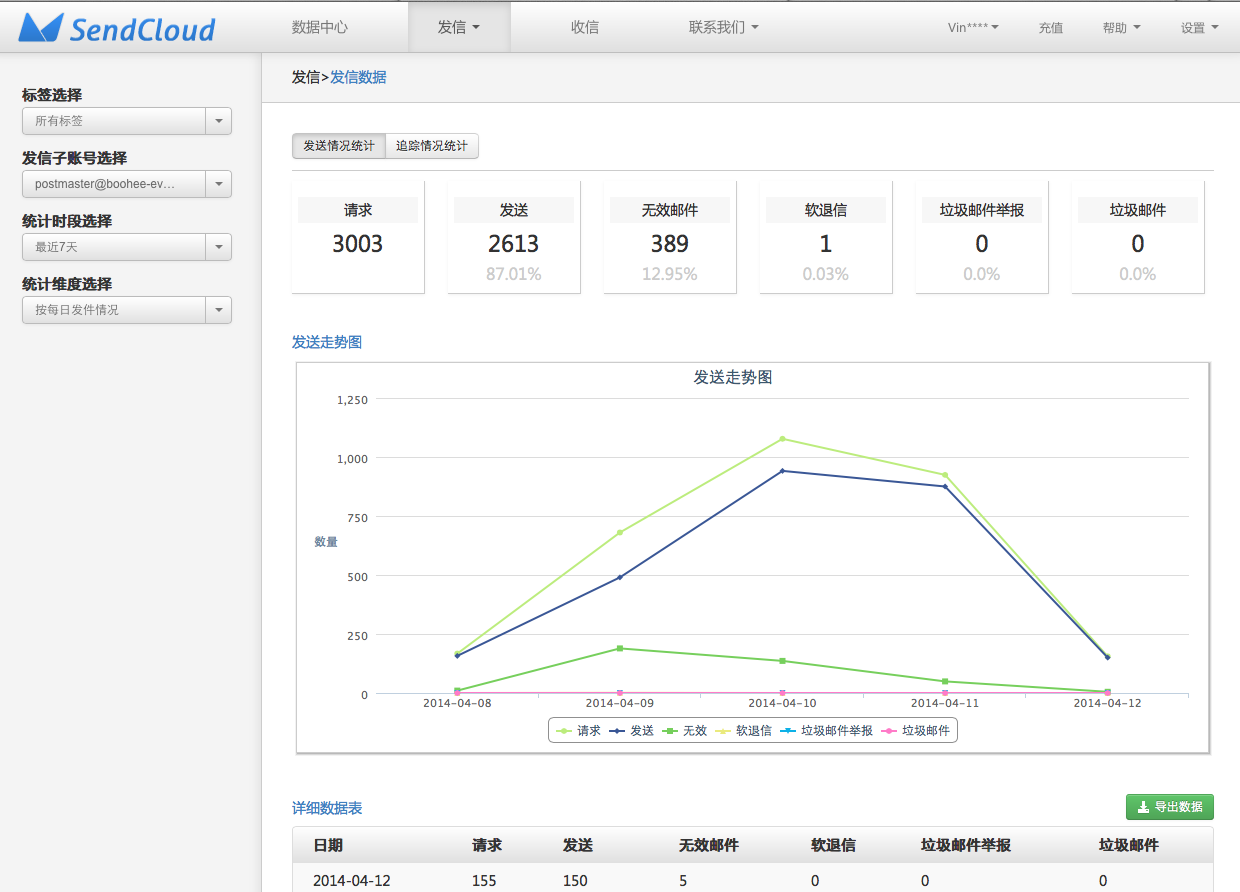 SendCloud 数据中心 发信 收信 联系我们 Vin**** 充值 帮助 设置
发信>发信数据
标签选择
所有标签
发信子账号选择
postmaster@boohee-ev...
统计时段选择
最近7天
统计维度选择
按每日发件情况
发送情况统计 追踪情况统计
请求 发送 无效邮件 软退信 垃圾邮件举报 垃圾邮件
3003 2613 389 1 0 0
87.01% 12.95% 0.03% 0.0% 0.0%
发送走势图
发送走势图
1,250
1,000
750
数量
500
250
0
2014-04-08 2014-04-09 2014-04-10 2014-04-11 2014-04-12
请求 发送 无效 软退信 垃圾邮件举报 垃圾邮件
详细数据表 导出数据
日期 请求 发送 无效邮件 软退信 垃圾邮件举报 垃圾邮件
2014-04-12 155 150 5 0 0 0